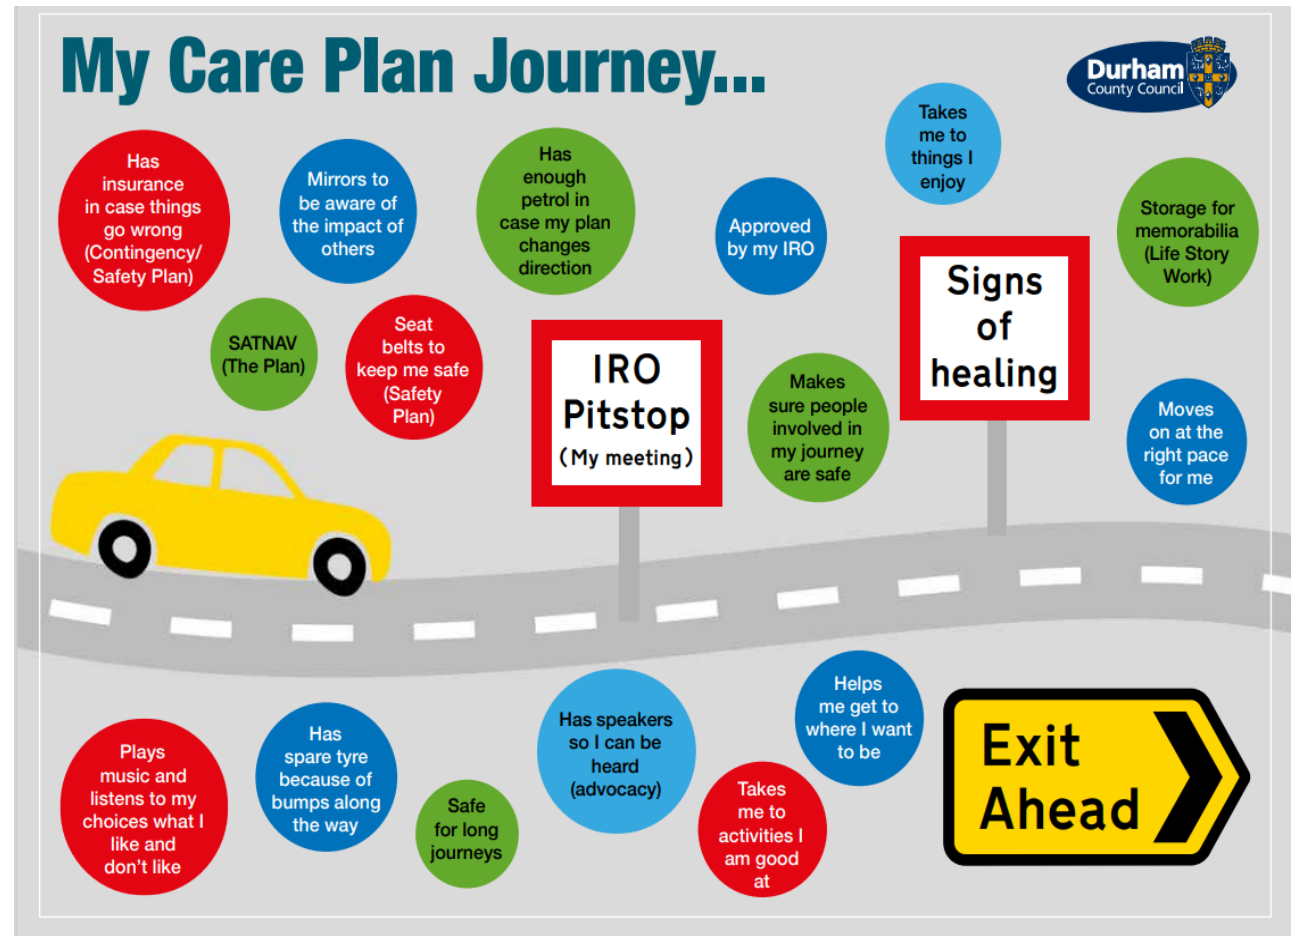 My Care Plan Journey...
Durham
County Council
Has
insurance
in case things
go wrong
(Contingency/
Safety Plan)
Mirrors to
be aware of
the impact of
others
Has
enough
petrol in
case my plan
changes
direction
Approved
by my IRO
Takes
me to
things I
enjoy
Storage for
memorabilia
(Life Story
Work)
SATNAV
(The Plan)
Seat
belts to
keep me safe
(Safety
Plan)
IRO
Pitstop
(My meeting)
Makes
sure people
involved in
my journey
are safe
Signs
of
healing
Moves
on at the
right pace
for me
Plays
music and
listens to my
choices what I
like and
don't like
Has
spare tyre
because of
bumps along
the way
Safe
for long
journeys
Has speakers
so I can be
heard
(advocacy)
Takes
me to
activities I
am good
at
Helps
me get to
where I want
to be
Exit
Ahead